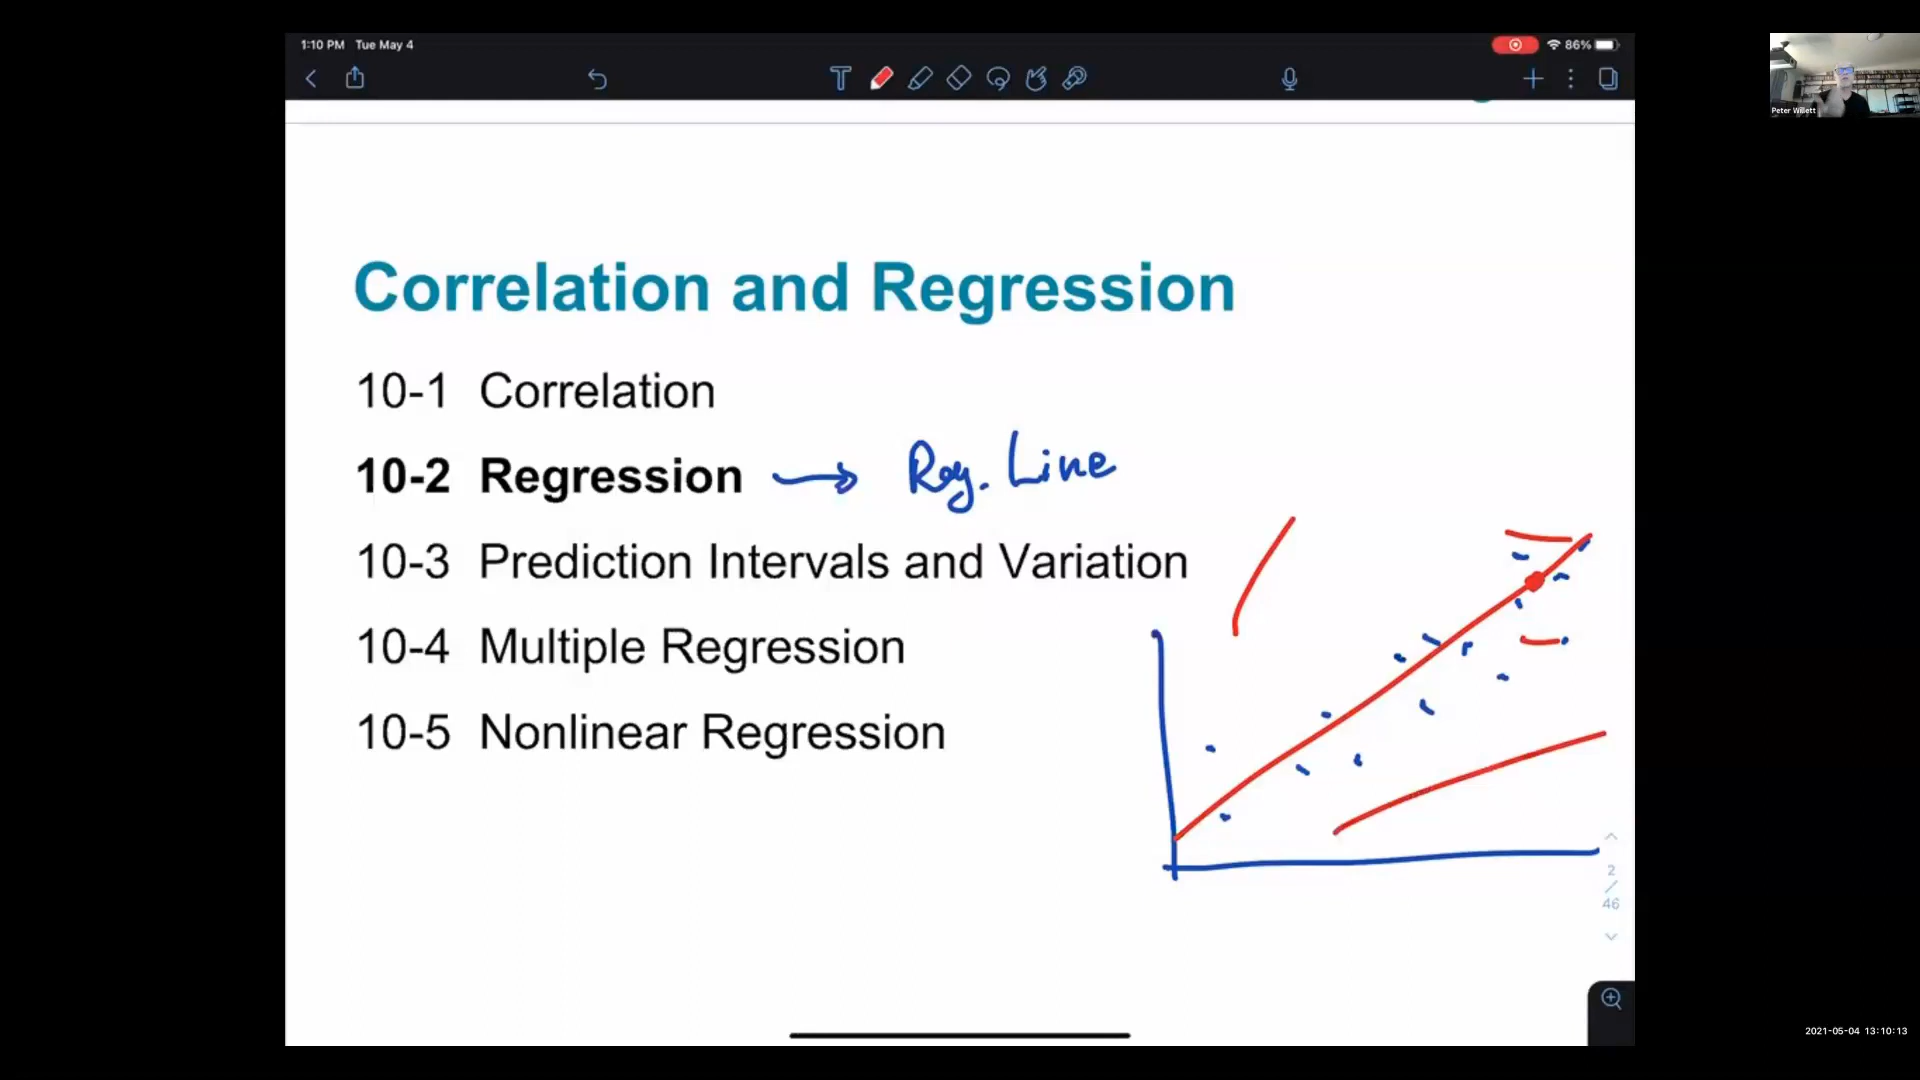 1:10 PM Tue May 4
86%
Peter Willett
Correlation and Regression
10-1 Correlation
10-2 Regression → Reg. Line
10-3 Prediction Intervals and Variation
10-4 Multiple Regression
10-5 Nonlinear Regression
2
/
46
2021-05-04 13:10:13